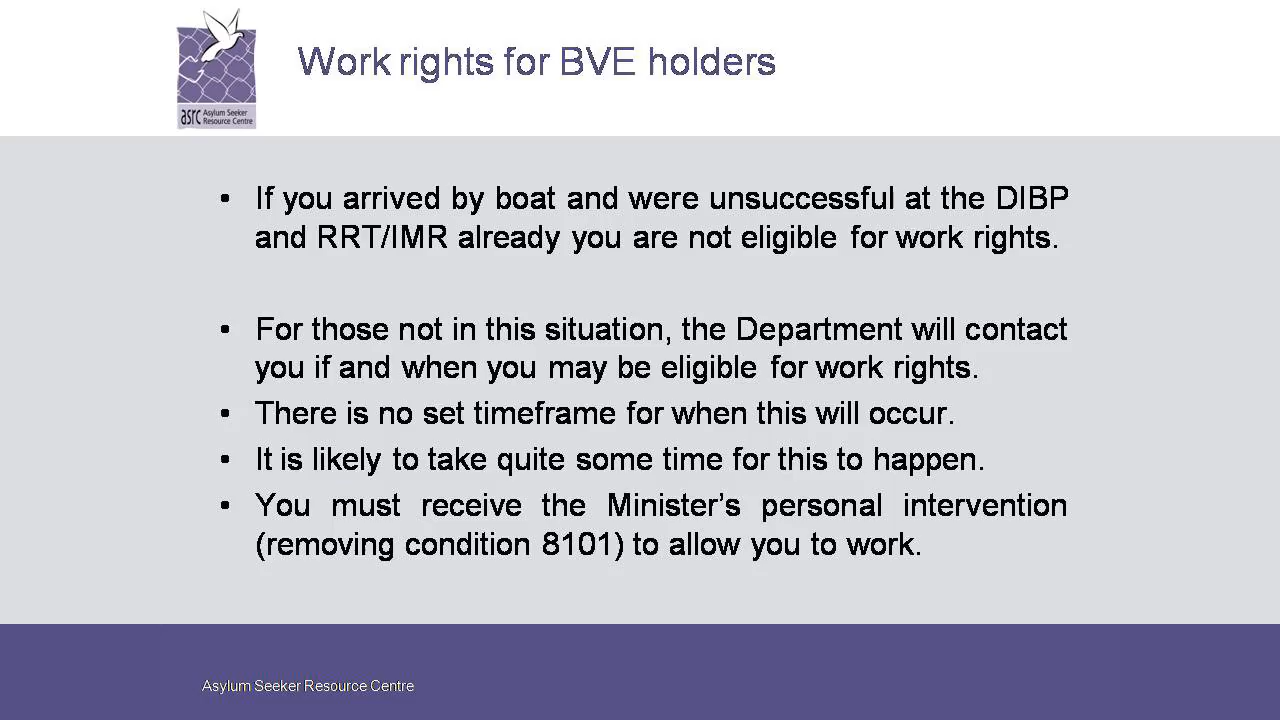 asrc Asylum Seeker
Resource Centre
Work rights for BVE holders
• If you arrived by boat and were unsuccessful at the DIBP
and RRT/IMR already you are not eligible for work rights.
• For those not in this situation, the Department will contact
you if and when you may be eligible for work rights.
• There is no set timeframe for when this will occur.
• It is likely to take quite some time for this to happen.
• You must receive the Minister’s personal intervention
(removing condition 8101) to allow you to work.
Asylum Seeker Resource Centre